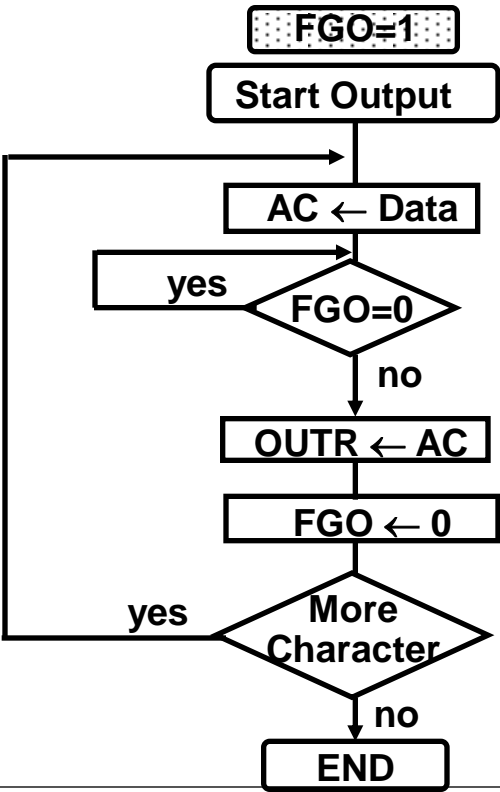 FGO=1
Start Output
AC ← Data
yes
FGO=0
no
OUTR ← AC
FGO ← 0
yes
More
Character
no
END